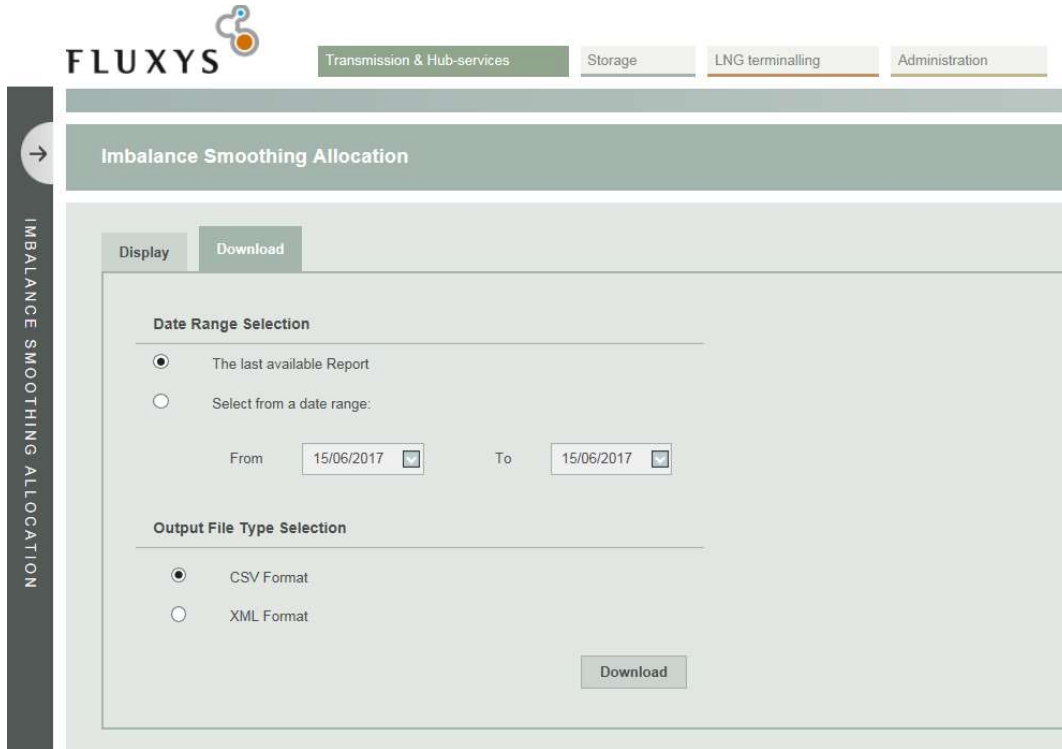 FLUXYS
Transmission & Hub-services
Storage
LNG terminalling
Administration
Imbalance Smoothing Allocation
IMBALANCE SMOOTHING ALLOCATION
Display
Download
Date Range Selection
The last available Report
Select from a date range:
From 15/06/2017 To 15/06/2017
Output File Type Selection
CSV Format
XML Format
Download